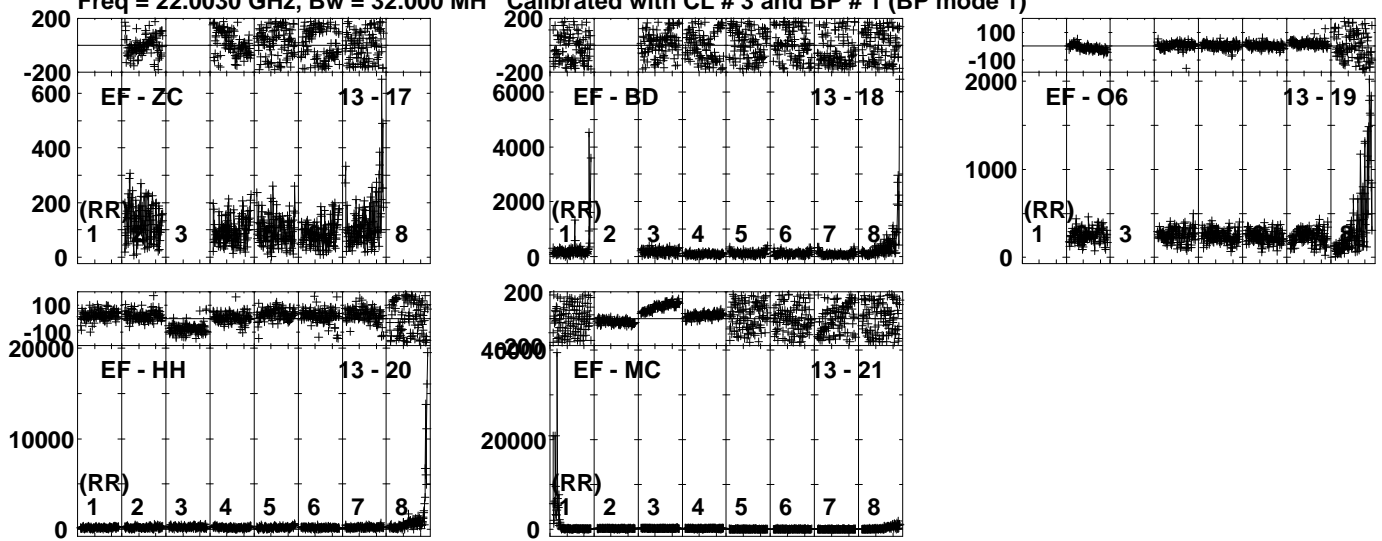 Freq = 22.0030 GHz, Bw = 32.000 MH Calibrated with CL # 3 and BP # 1 (BP mode 1)
200
-200
600
400
200
0
EF - ZC 13 - 17
(RR)
1 3 8
200
-200
6000
4000
2000
0
EF - BD 13 - 18
(RR)
1 2 3 4 5 6 7 8
100
-100
2000
1000
0
EF - O6 13 - 19
(RR)
1 3
100
-100
20000
10000
0
EF - HH 13 - 20
(RR)
1 2 3 4 5 6 7 8
200
-200
40000
20000
0
EF - MC 13 - 21
(RR)
1 2 3 4 5 6 7 8